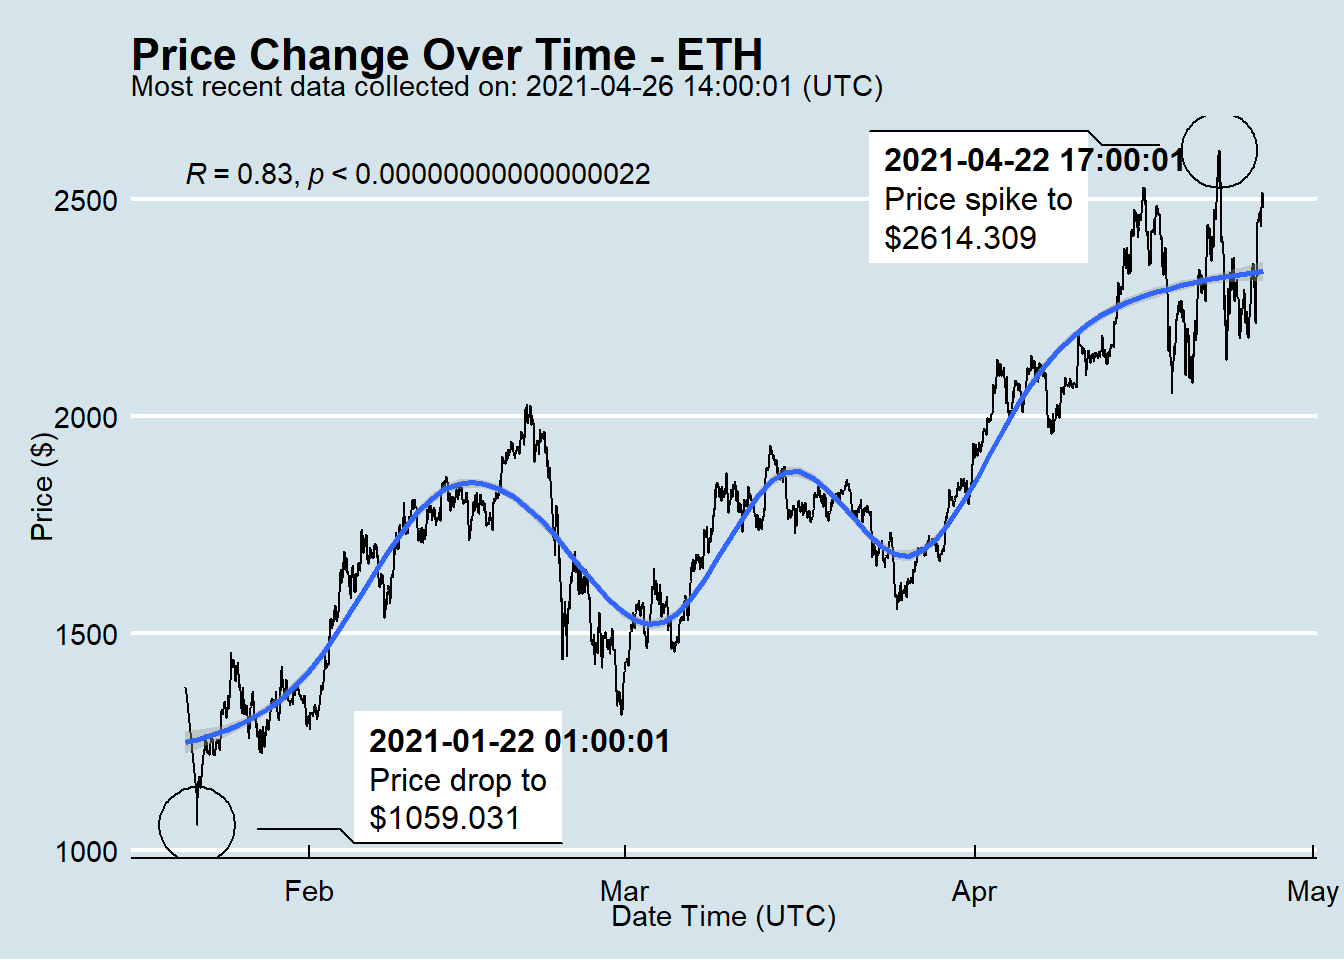 Price Change Over Time - ETH
Most recent data collected on: 2021-04-26 14:00:01 (UTC)
R = 0.83, p < 0.00000000000000022
2021-04-22 17:00:01
Price spike to
$2614.309
2500
2000
Price ($)
1500
2021-01-22 01:00:01
Price drop to
$1059.031
1000
Feb
Mar
Apr
May
Date Time (UTC)